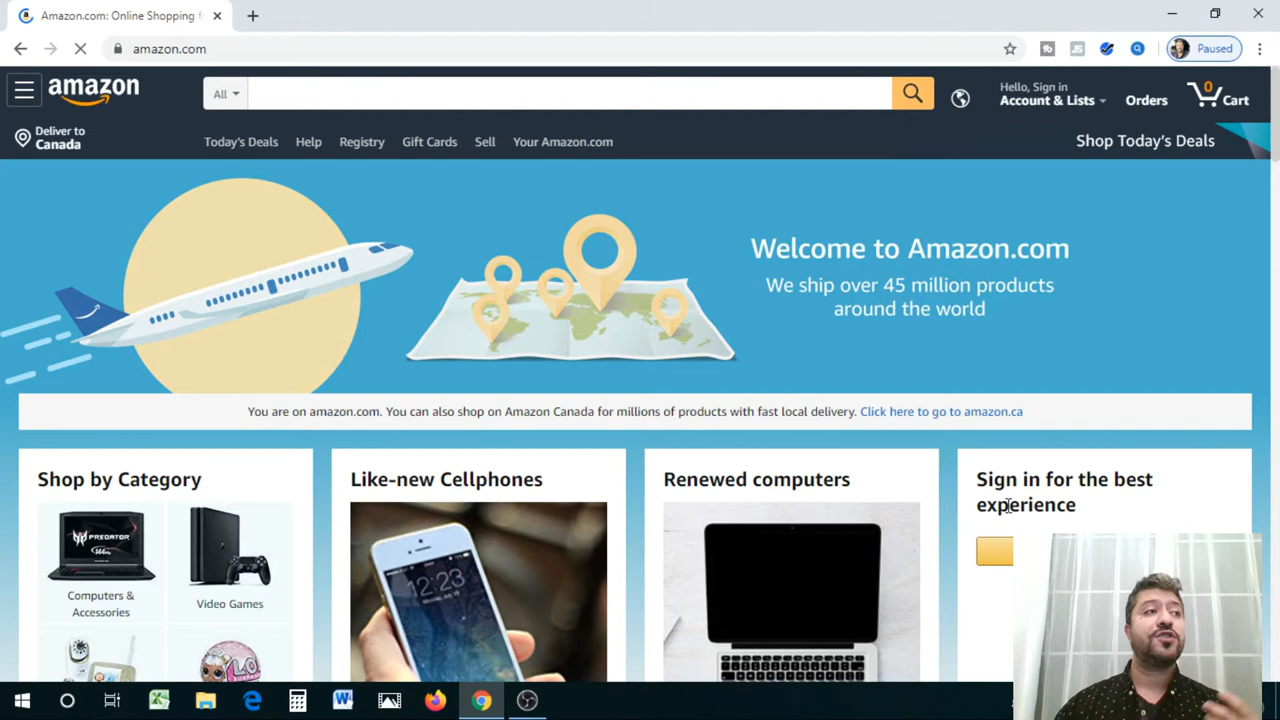 Amazon.com: Online Shopping f
amazon.com
Paused
amazon
All
Hello, Sign in
Account & Lists
Orders
0
Cart
Deliver to
Canada
Today's Deals
Help
Registry
Gift Cards
Sell
Your Amazon.com
Shop Today's Deals
Welcome to Amazon.com
We ship over 45 million products
around the world
You are on amazon.com. You can also shop on Amazon Canada for millions of products with fast local delivery. Click here to go to amazon.ca
Shop by Category
Like-new Cellphones
Renewed computers
Sign in for the best
experience
PREDATOR
144Hz
Computers &
Accessories
Video Games
12:23